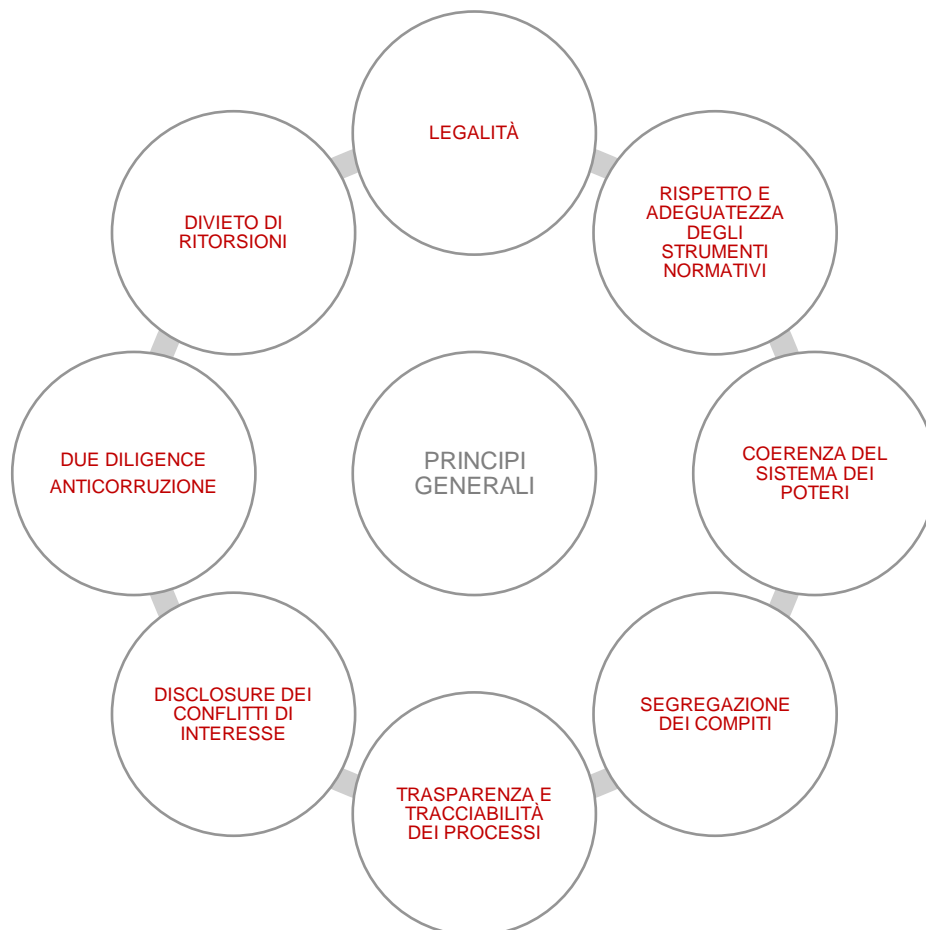 LEGALITÀ
RISPETTO E
ADEGUATEZZA
DEGLI
STRUMENTI
NORMATIVI
COERENZA DEL
SISTEMA DEI
POTERI
SEGREGAZIONE
DEI COMPITI
TRASPARENZA E
TRACCIABILITÀ
DEI PROCESSI
DISCLOSURE DEI
CONFLITTI DI
INTERESSE
DUE DILIGENCE
ANTICORRUZIONE
DIVIETO DI
RITORSIONI
PRINCIPI
GENERALI